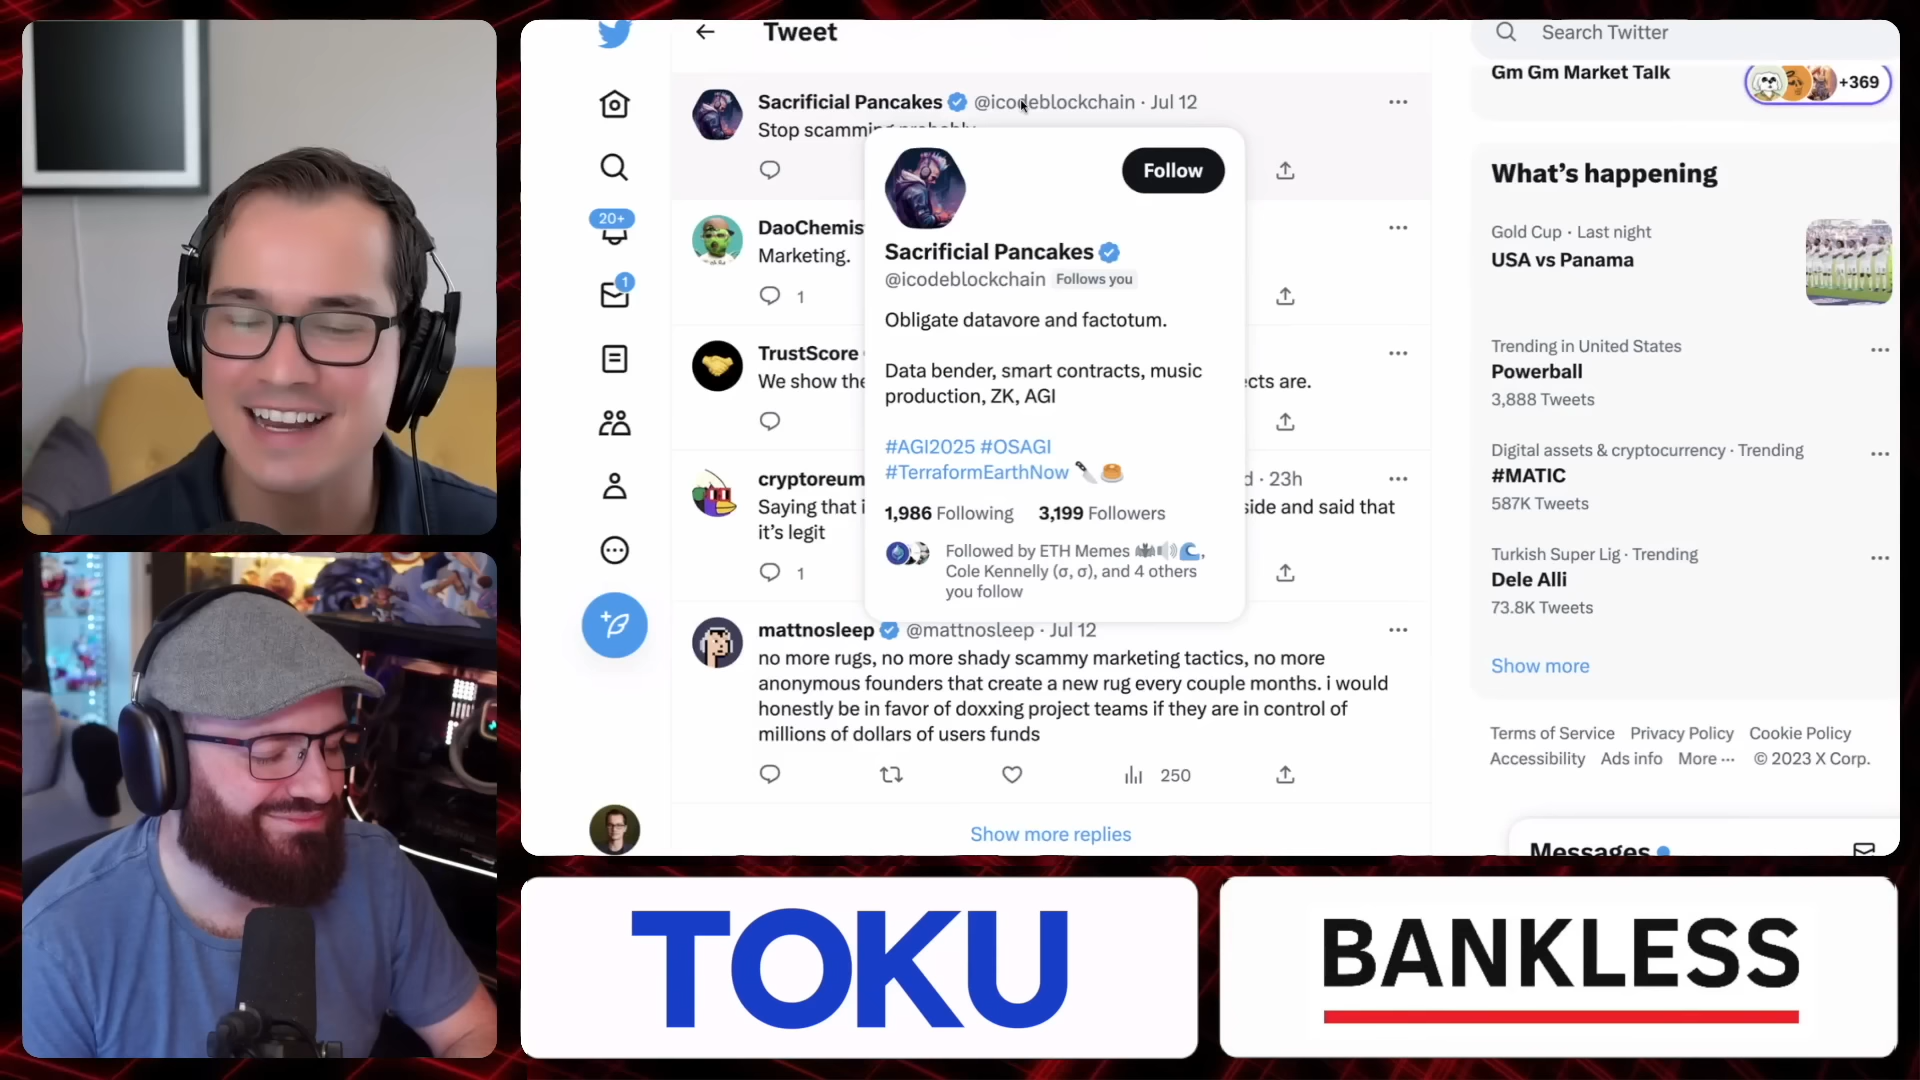 Tweet
Sacrificial Pancakes @icodeblockchain · Jul 12
Stop scamming probably
DaoChemis
Marketing.
1
TrustScore
We show the
ects are.
cryptoreum
d · 23h
Saying that i
side and said that
it's legit
1
mattnosleep @mattnosleep · Jul 12
no more rugs, no more shady scammy marketing tactics, no more
anonymous founders that create a new rug every couple months. i would
honestly be in favor of doxxing project teams if they are in control of
millions of dollars of users funds
250
Show more replies
20+
1
Follow
Sacrificial Pancakes
@icodeblockchain Follows you
Obligate datavore and factotum.
Data bender, smart contracts, music
production, ZK, AGI
#AGI2025 #OSAGI
#TerraformEarthNow 🔪🥞
1,986 Following 3,199 Followers
Followed by ETH Memes 🦇🔊🌊,
Cole Kennelly (σ, σ), and 4 others
you follow
Search Twitter
Gm Gm Market Talk
+369
What's happening
Gold Cup · Last night
USA vs Panama
Trending in United States
Powerball
3,888 Tweets
Digital assets & cryptocurrency · Trending
#MATIC
587K Tweets
Turkish Super Lig · Trending
Dele Alli
73.8K Tweets
Show more
Terms of Service Privacy Policy Cookie Policy
Accessibility Ads info More ··· © 2023 X Corp.
Messages
TOKU
BANKLESS